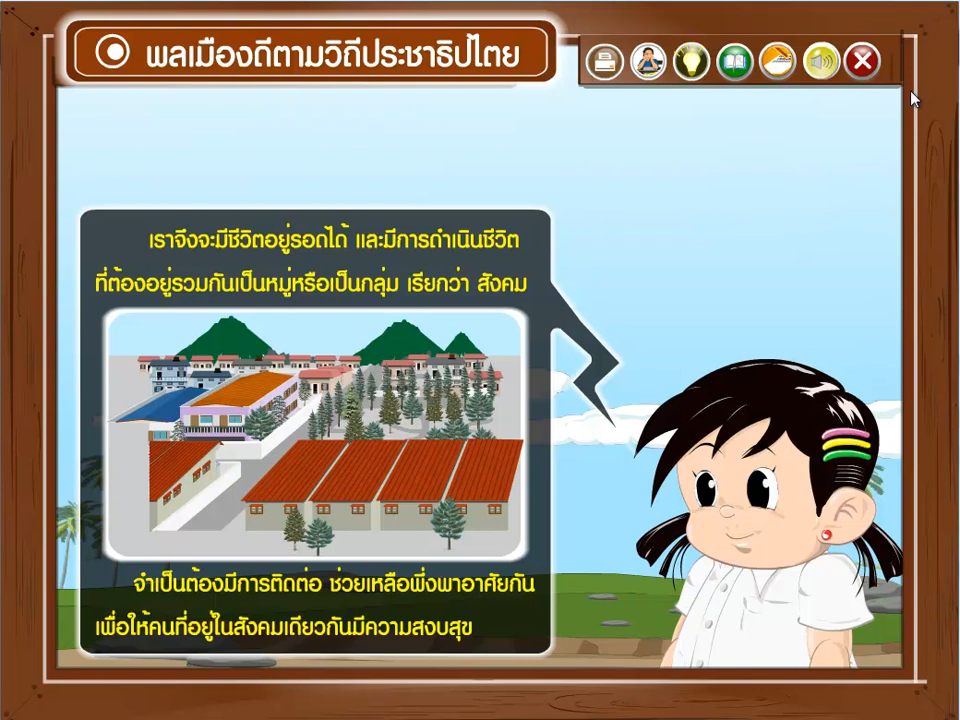 พลเมืองดีตามวิถีประชาธิปไตย
เราจึงจะมีชีวิตอยู่รอดได้ และมีการดำเนินชีวิต
ที่ต้องอยู่รวมกันเป็นหมู่หรือเป็นกลุ่ม เรียกว่า สังคม
จำเป็นต้องมีการติดต่อ ช่วยเหลือพึ่งพาอาศัยกัน
เพื่อให้คนที่อยู่ในสังคมเดียวกันมีความสงบสุข